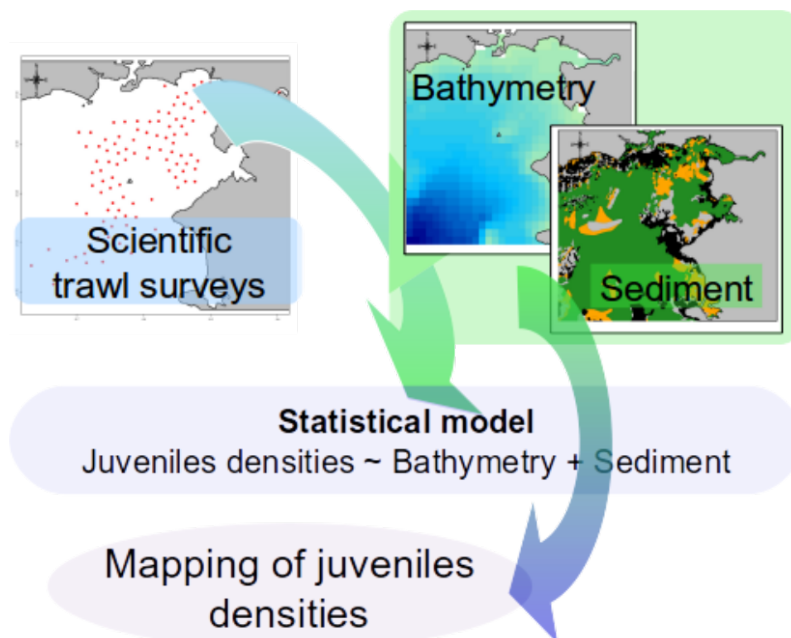 Bathymetry
Scientific
trawl surveys
Sediment
Statistical model
Juveniles densities ~ Bathymetry + Sediment
Mapping of juveniles
densities